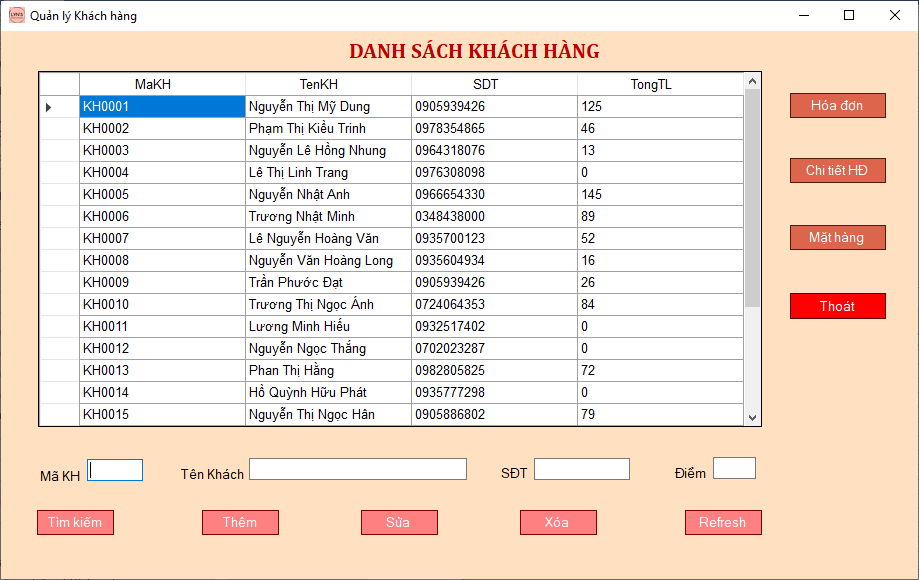 Quản lý Khách hàng
DANH SÁCH KHÁCH HÀNG
MaKH TenKH SDT TongTL
KH0001 Nguyễn Thị Mỹ Dung 0905939426 125
KH0002 Phạm Thị Kiều Trinh 0978354865 46
KH0003 Nguyễn Lê Hồng Nhung 0964318076 13
KH0004 Lê Thị Linh Trang 0976308098 0
KH0005 Nguyễn Nhật Anh 0966654330 145
KH0006 Trương Nhật Minh 0348438000 89
KH0007 Lê Nguyễn Hoàng Văn 0935700123 52
KH0008 Nguyễn Văn Hoàng Long 0935604934 16
KH0009 Trần Phước Đạt 0905939426 26
KH0010 Trương Thị Ngọc Ánh 0724064353 84
KH0011 Lương Minh Hiếu 0932517402 0
KH0012 Nguyễn Ngọc Thắng 0702023287 0
KH0013 Phan Thị Hằng 0982805825 72
KH0014 Hồ Quỳnh Hữu Phát 0935777298 0
KH0015 Nguyễn Thị Ngọc Hân 0905886802 79
Hóa đơn
Chi tiết HĐ
Mặt hàng
Thoát
Mã KH Tên Khách SĐT Điểm
Tìm kiếm Thêm Sửa Xóa Refresh